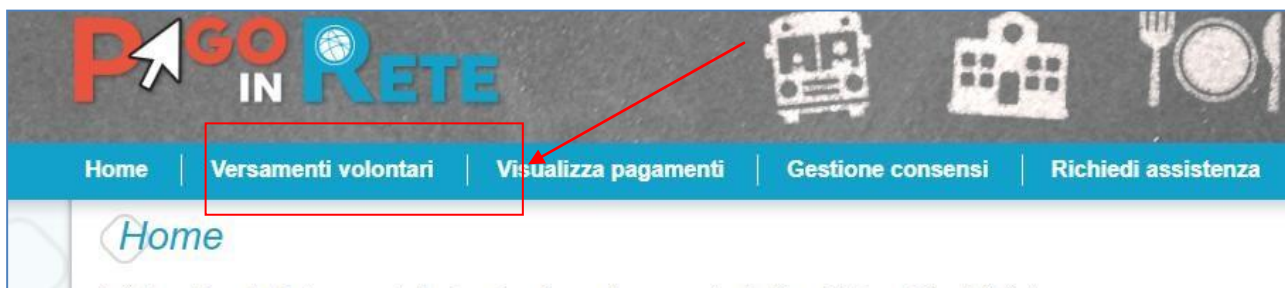 PAGO
IN RETE
Home Versamenti volontari Visualizza pagamenti Gestione consensi Richiedi assistenza
Home